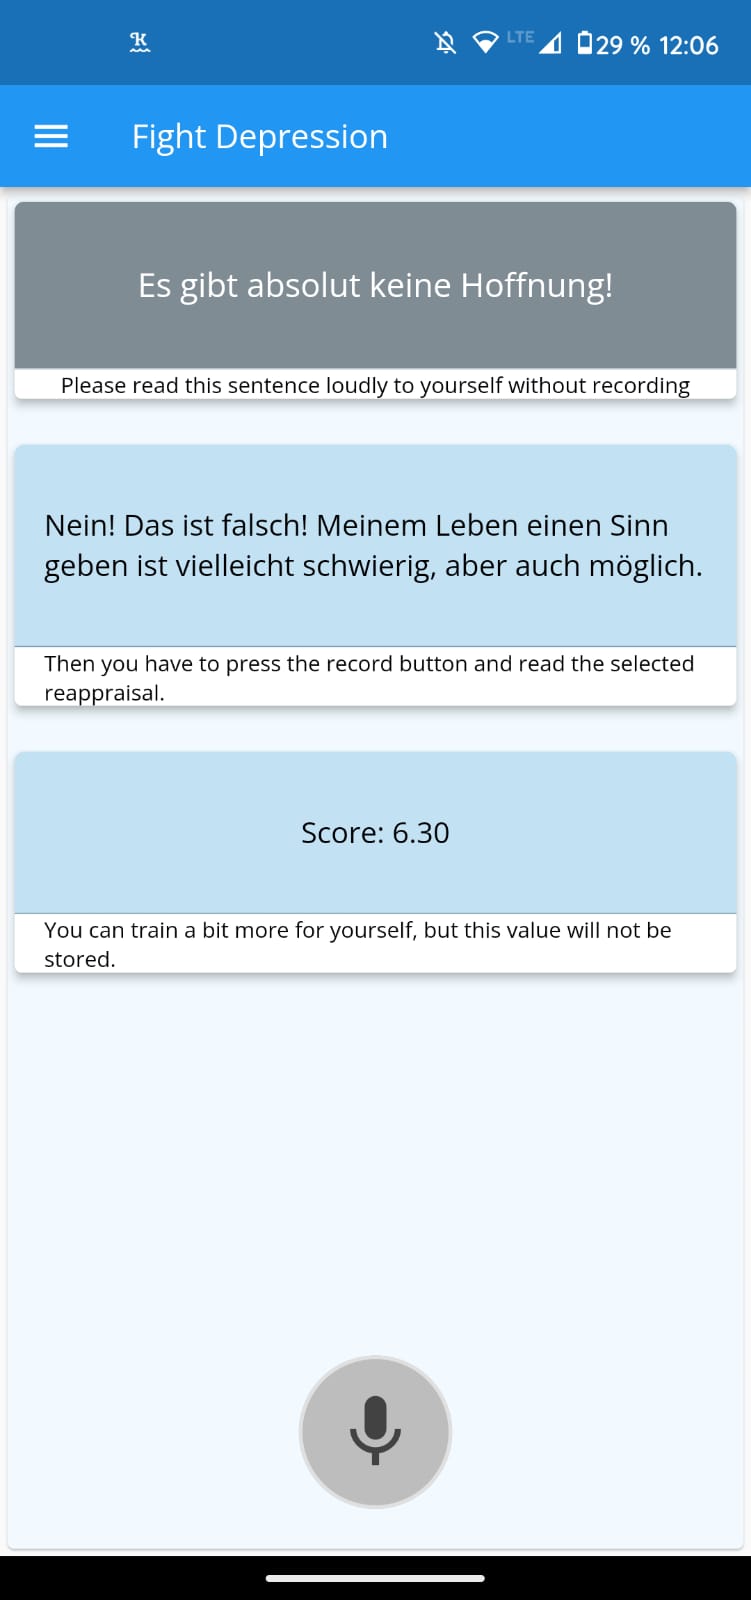 K LTE 29 % 12:06
Fight Depression
Es gibt absolut keine Hoffnung!
Please read this sentence loudly to yourself without recording
Nein! Das ist falsch! Meinem Leben einen Sinn
geben ist vielleicht schwierig, aber auch möglich.
Then you have to press the record button and read the selected
reappraisal.
Score: 6.30
You can train a bit more for yourself, but this value will not be
stored.